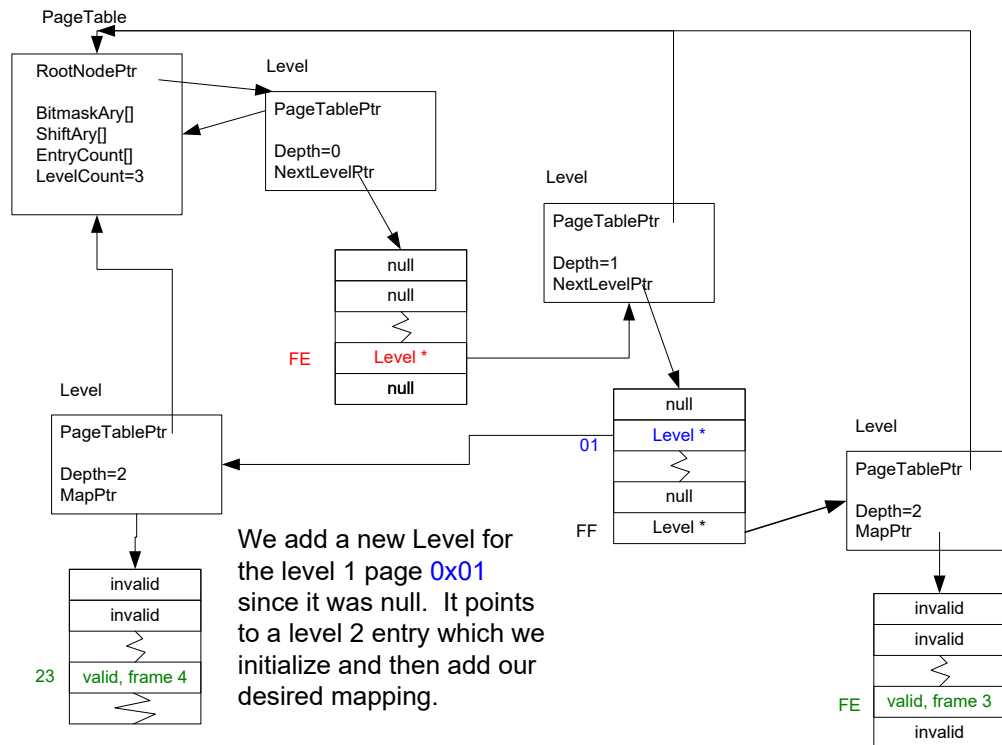 PageTable
RootNodePtr
BitmaskAry[]
ShiftAry[]
EntryCount[]
LevelCount=3
Level
PageTablePtr
Depth=0
NextLevelPtr
null
null
FE
Level *
null
Level
PageTablePtr
Depth=1
NextLevelPtr
null
01
Level *
null
FF
Level *
Level
PageTablePtr
Depth=2
MapPtr
invalid
invalid
23
valid, frame 4
We add a new Level for
the level 1 page 0x01
since it was null. It points
to a level 2 entry which we
initialize and then add our
desired mapping.
Level
PageTablePtr
Depth=2
MapPtr
invalid
invalid
FE
valid, frame 3
invalid